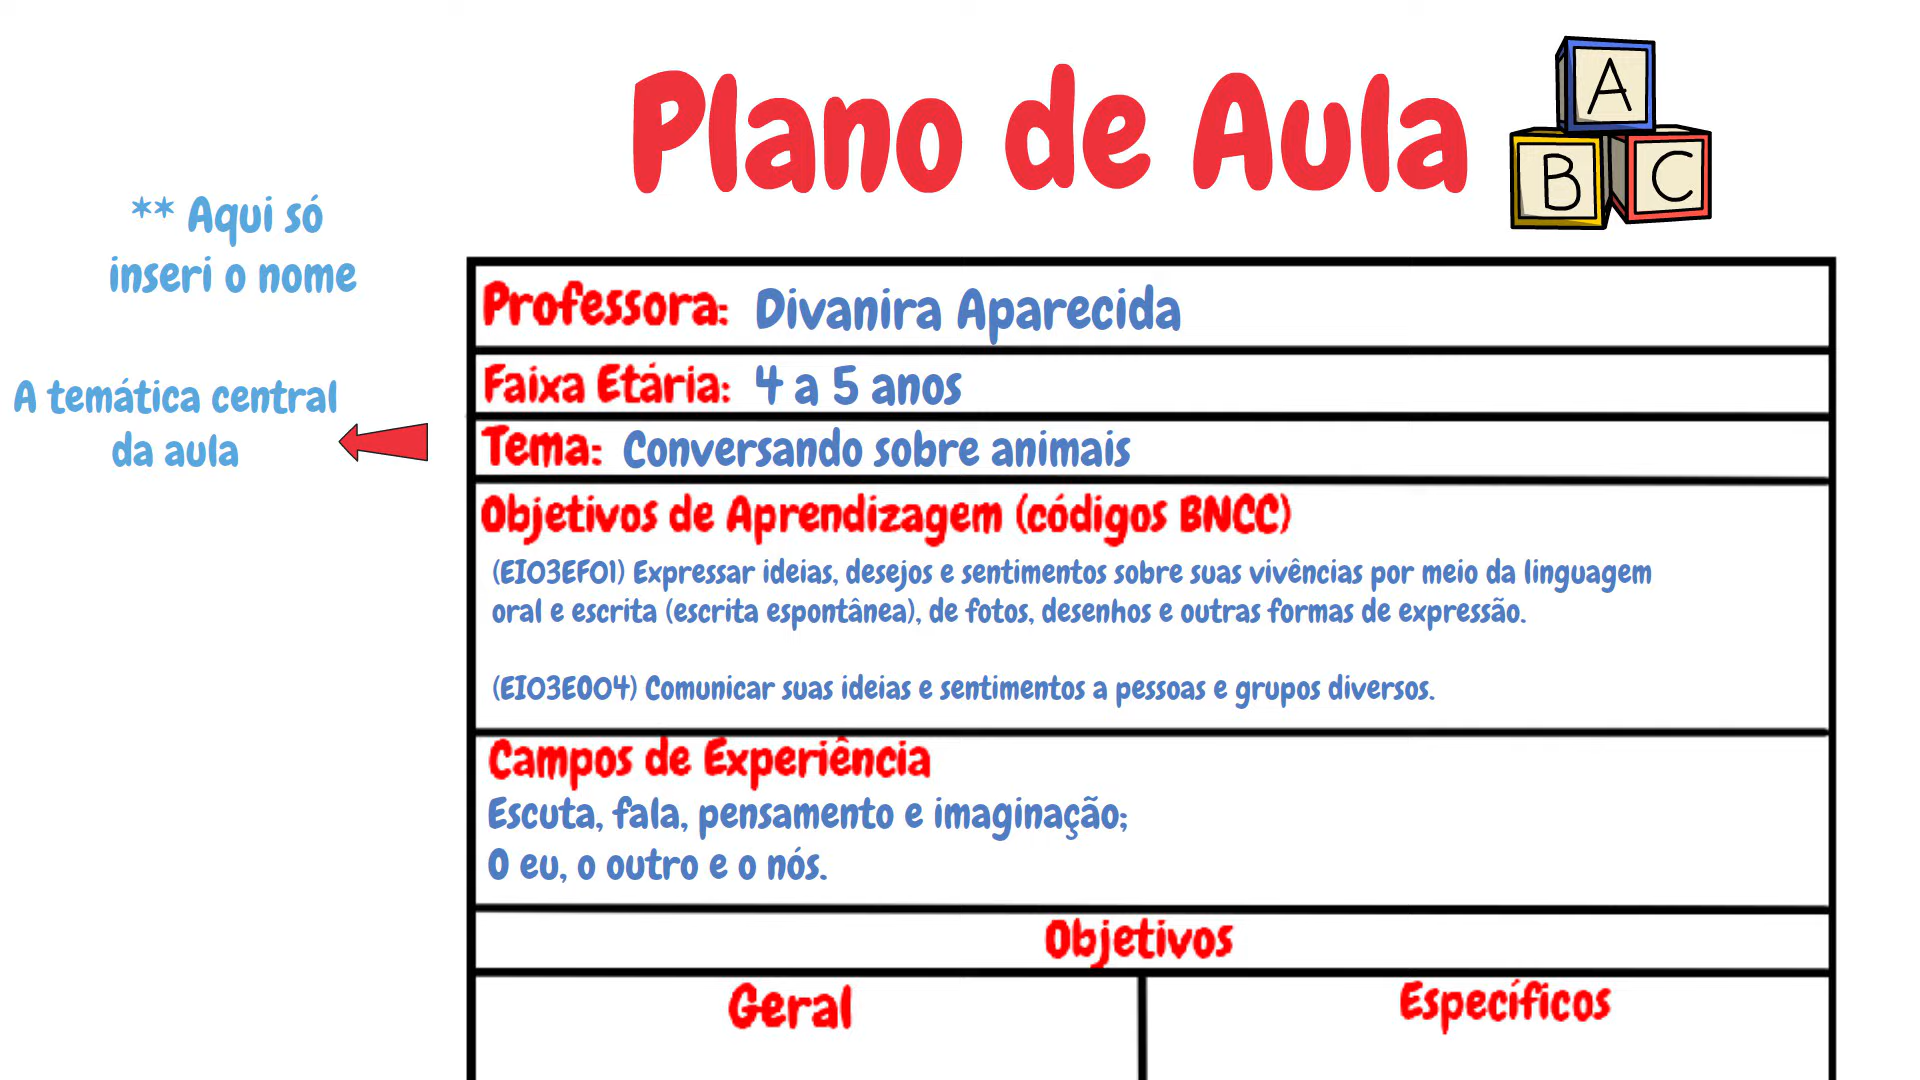 Plano de Aula
A
B C
** Aqui só
inseri o nome
A temática central
da aula
Professora: Divanira Aparecida
Faixa Etária: 4 a 5 anos
Tema: Conversando sobre animais
Objetivos de Aprendizagem (códigos BNCC)
(EI03EF01) Expressar ideias, desejos e sentimentos sobre suas vivências por meio da linguagem
oral e escrita (escrita espontânea), de fotos, desenhos e outras formas de expressão.
(EI03EO04) Comunicar suas ideias e sentimentos a pessoas e grupos diversos.
Campos de Experiência
Escuta, fala, pensamento e imaginação;
O eu, o outro e o nós.
Objetivos
Geral
Específicos